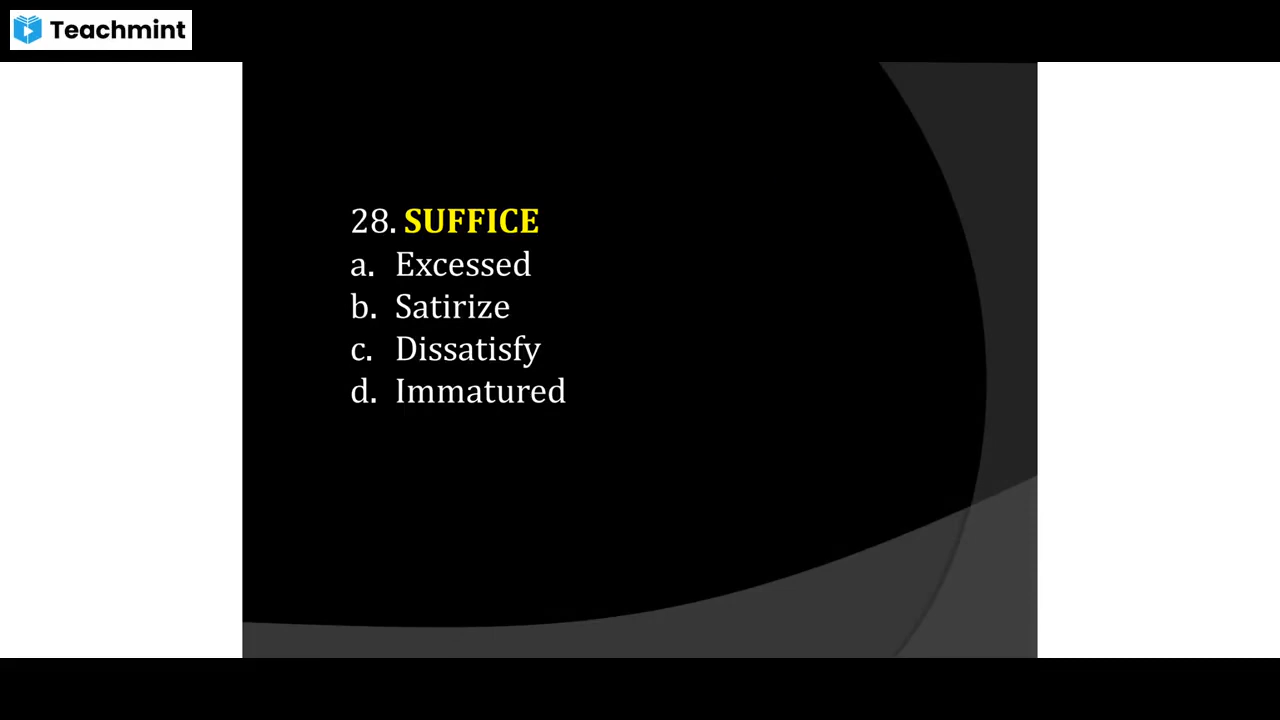 Teachmint
28. SUFFICE
a. Excessed
b. Satirize
c. Dissatisfy
d. Immatured